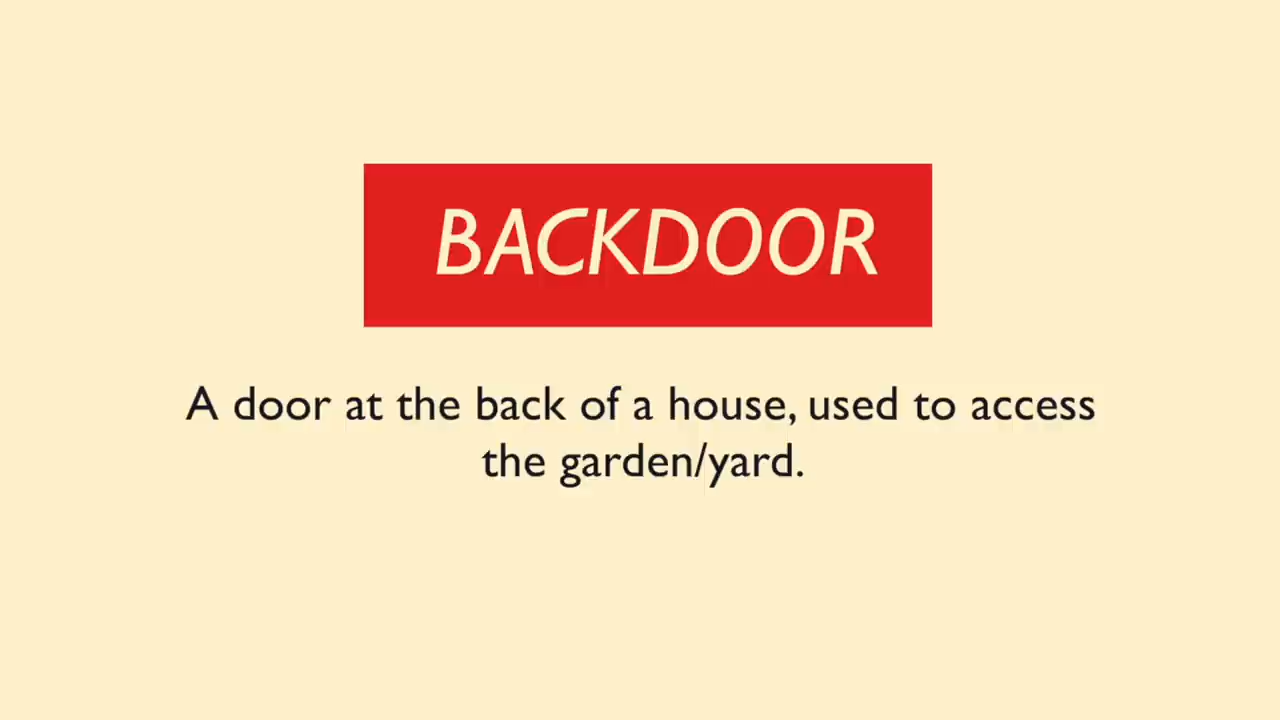 BACKDOOR
A door at the back of a house, used to access
the garden/yard.